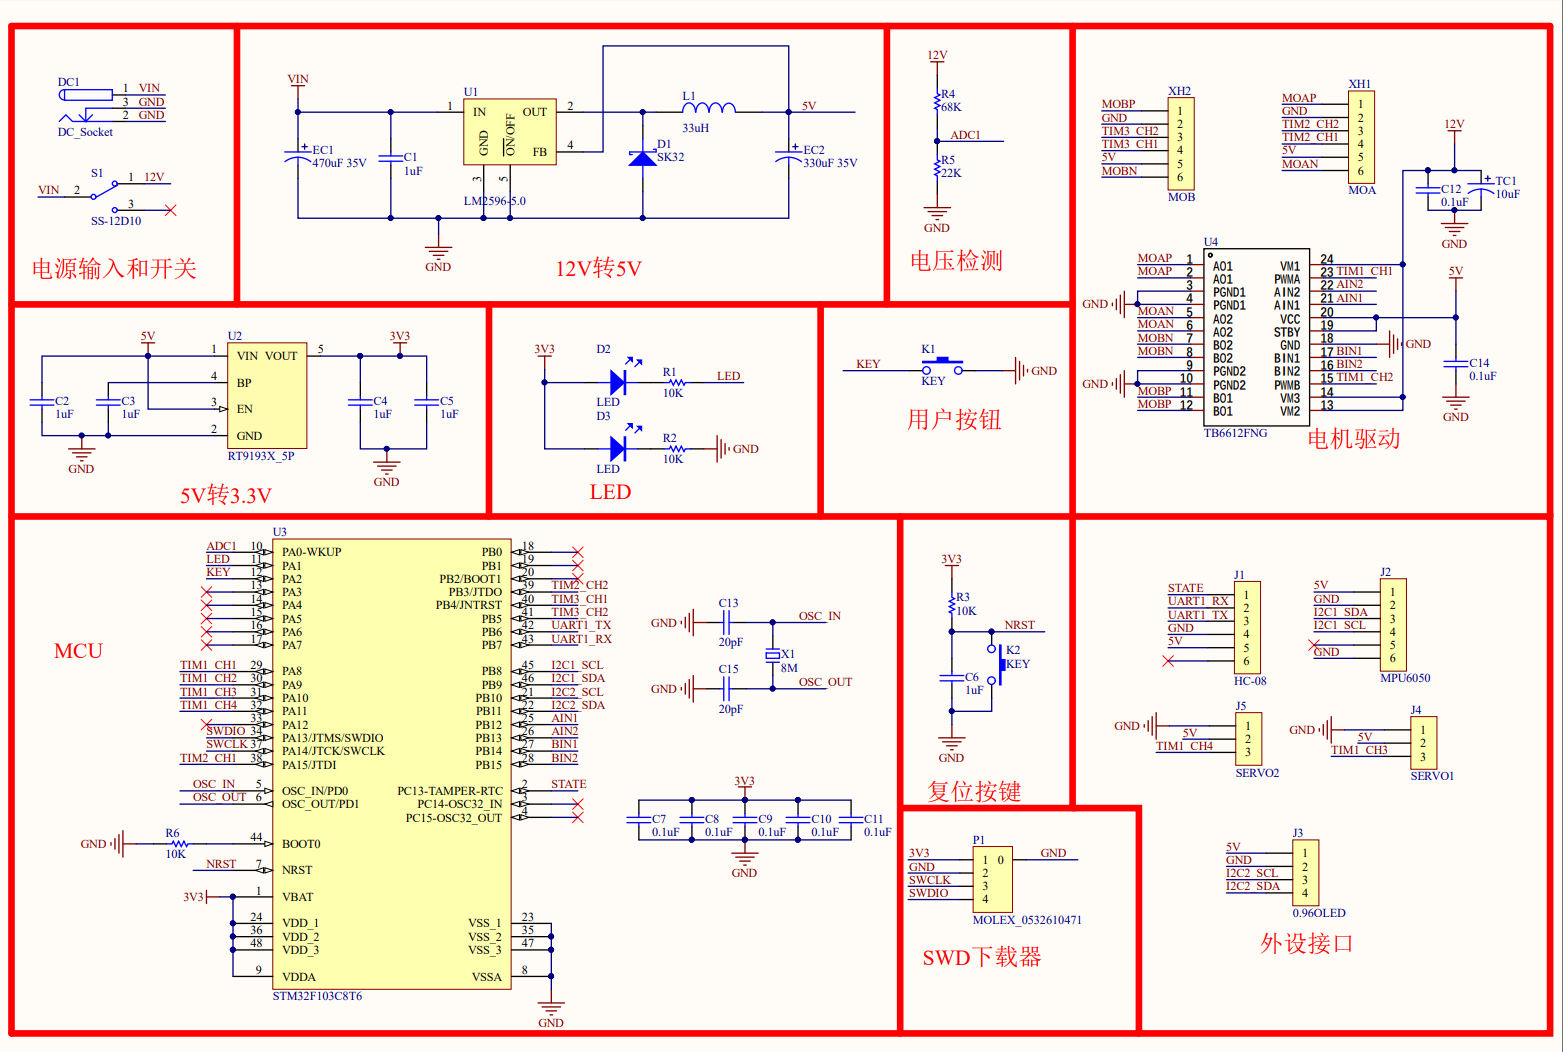 DC1
1 VIN
3 GND
2 GND
DC_Socket
S1
VIN 2
1 12V
3
SS-12D10
电源输入和开关
VIN
EC1
470uF 35V
C1
1uF
U1
1 IN OUT 2
GND
ON/OFF
FB 4
3
5
LM2596-5.0
GND
D1
SK32
L1
33uH
5V
EC2
330uF 35V
12V转5V
12V
R4
68K
ADC1
R5
22K
GND
电压检测
XH2
MOBP 1
GND 2
TIM3_CH2 3
TIM3_CH1 4
5V 5
MOBN 6
MOB
XH1
MOAP 1
GND 2
TIM2_CH2 3
TIM2_CH1 4
5V 5
MOAN 6
MOA
12V
C12
0.1uF
TC1
10uF
GND
U4
MOAP 1 AO1 VM1 24
MOAP 2 AO1 PWMA 23 TIM1_CH1
3 PGND1 AIN2 22 AIN2
GND 4 PGND1 AIN1 21 AIN1
MOAN 5 AO2 VCC 20
MOAN 6 AO2 STBY 19
MOBN 7 BO2 GND 18 GND
MOBN 8 BO2 BIN1 17 BIN1
9 PGND2 BIN2 16 BIN2
GND 10 PGND2 PWMB 15 TIM1_CH2
MOBP 11 BO1 VM3 14
MOBP 12 BO1 VM2 13
TB6612FNG
5V
C14
0.1uF
GND
电机驱动
5V
U2
1 VIN VOUT 5
4 BP
3 EN
2 GND
RT9193X_5P
C2
1uF
C3
1uF
GND
3V3
C4
1uF
C5
1uF
GND
5V转3.3V
3V3
D2
LED
R1
10K
LED
D3
LED
R2
10K
GND
LED
KEY
K1
KEY
GND
用户按钮
MCU
U3
ADC1 10 PA0-WKUP PB0 18
LED 11 PA1 PB1 19
KEY 12 PA2 PB2/BOOT1 20
13 PA3 PB3/JTDO 39 TIM2_CH2
14 PA4 PB4/JNTRST 40 TIM3_CH1
15 PA5 PB5 41 TIM3_CH2
16 PA6 PB6 42 UART1_TX
17 PA7 PB7 43 UART1_RX
TIM1_CH1 29 PA8 PB8 45 I2C1_SCL
TIM1_CH2 30 PA9 PB9 46 I2C1_SDA
TIM1_CH3 31 PA10 PB10 21 I2C2_SCL
TIM1_CH4 32 PA11 PB11 22 I2C2_SDA
33 PA12 PB12 25 AIN1
SWDIO 34 PA13/JTMS/SWDIO PB13 26 AIN2
SWCLK 37 PA14/JTCK/SWCLK PB14 27 BIN1
TIM2_CH1 38 PA15/JTDI PB15 28 BIN2
OSC_IN 5 OSC_IN/PD0 PC13-TAMPER-RTC 2 STATE
OSC_OUT 6 OSC_OUT/PD1 PC14-OSC32_IN 3
PC15-OSC32_OUT 4
GND R6 10K 44 BOOT0
NRST 7 NRST
3V3 1 VBAT
24 VDD_1 VSS_1 23
36 VDD_2 VSS_2 35
48 VDD_3 VSS_3 47
9 VDDA VSSA 8
STM32F103C8T6
GND
C13
GND
20pF
OSC_IN
X1
8M
C15
GND
20pF
OSC_OUT
3V3
C7
0.1uF
C8
0.1uF
C9
0.1uF
C10
0.1uF
C11
0.1uF
GND
3V3
R3
10K
NRST
K2
KEY
C6
1uF
GND
复位按键
P1
3V3 1 0 GND
GND 2
SWCLK 3
SWDIO 4
MOLEX_0532610471
SWD下载器
J1
STATE 1
UART1_RX 2
UART1_TX 3
GND 4
5V 5
6
HC-08
J2
5V 1
GND 2
I2C1_SDA 3
I2C1_SCL 4
5
GND 6
MPU6050
J5
GND 1
5V 2
TIM1_CH4 3
SERVO2
J4
GND 1
5V 2
TIM1_CH3 3
SERVO1
J3
5V 1
GND 2
I2C2_SCL 3
I2C2_SDA 4
0.96OLED
外设接口